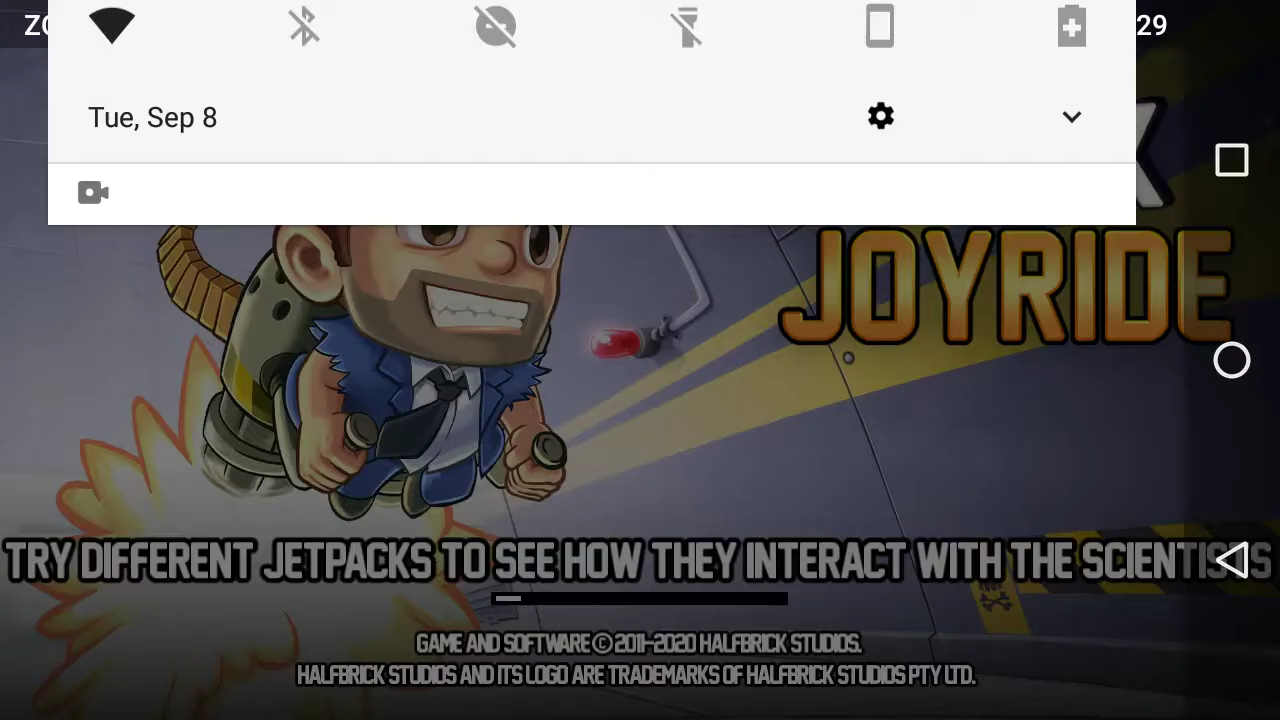 29
Tue, Sep 8
JOYRIDE
TRY DIFFERENT JETPACKS TO SEE HOW THEY INTERACT WITH THE SCIENTISTS
GAME AND SOFTWARE © 2011-2020 HALFBRICK STUDIOS.
HALFBRICK STUDIOS AND ITS LOGO ARE TRADEMARKS OF HALFBRICK STUDIOS PTY LTD.